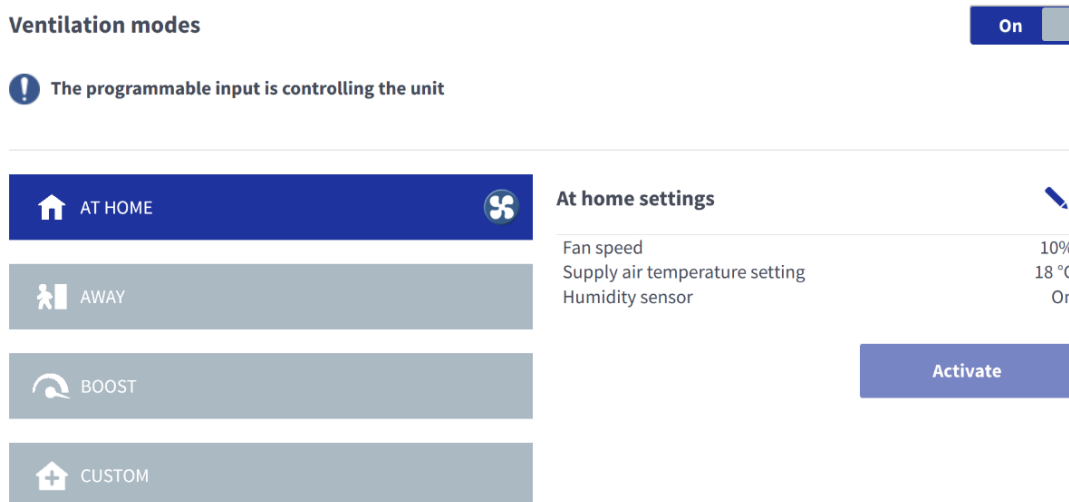 Ventilation modes
On
The programmable input is controlling the unit
AT HOME
AWAY
BOOST
CUSTOM
At home settings
Fan speed 10%
Supply air temperature setting 18 °C
Humidity sensor On
Activate